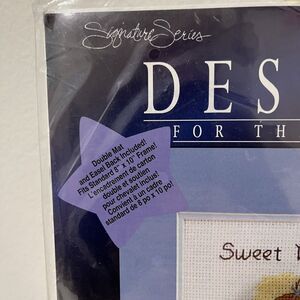 Signature Series
DES
FOR TH
Double Mat
and Easel Back Included!
Fits Standard 8" x 10" Frame!
L'encadrement de carton
double et soutien
pour chevalet inclus!
Convient à un cadre
standard de 8 po x 10 po!
Sweet